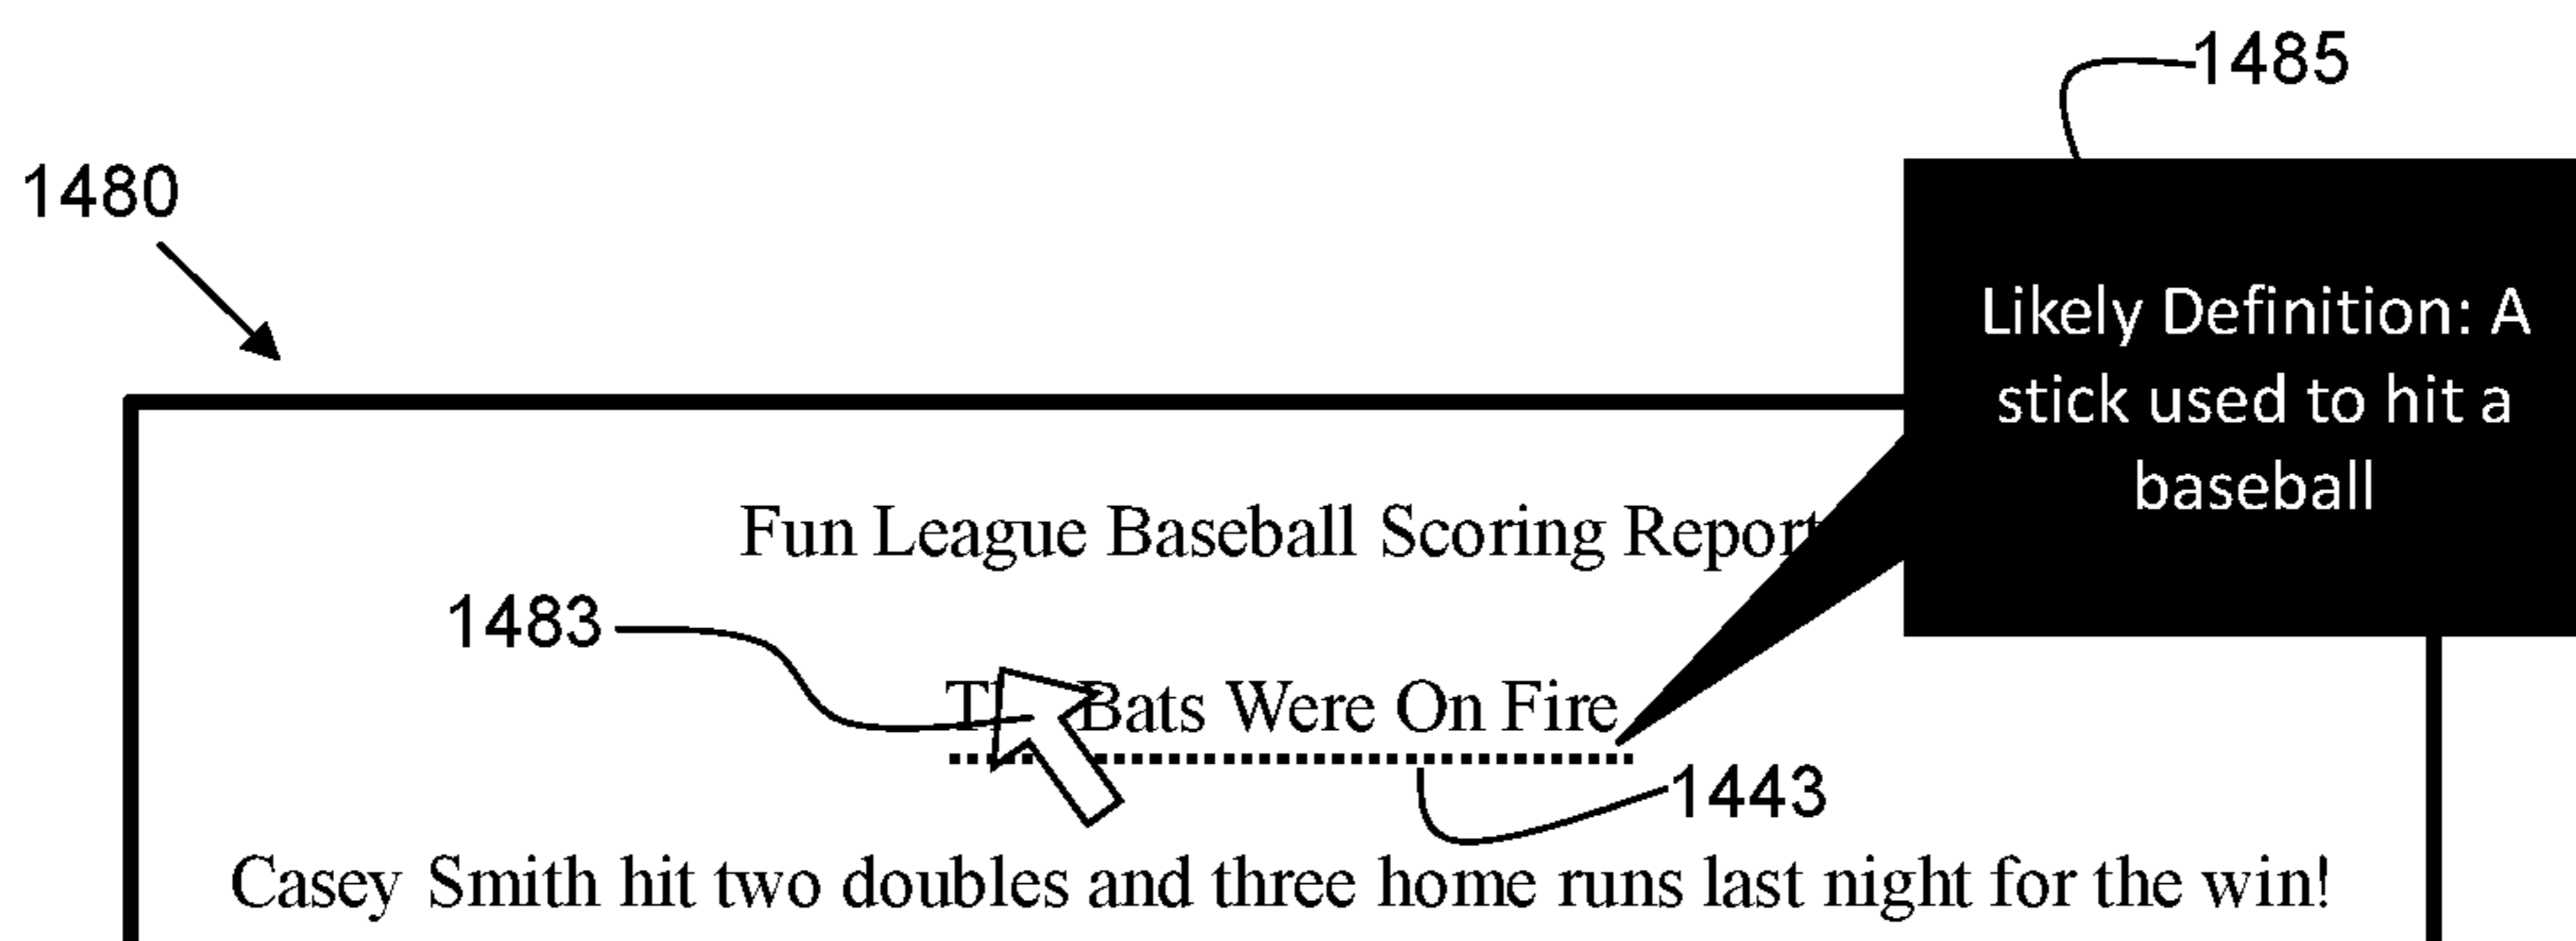 1485
1480
Likely Definition: A
stick used to hit a
baseball
Fun League Baseball Scoring Report
1483
Bats Were On Fire
1443
Casey Smith hit two doubles and three home runs last night for the win!